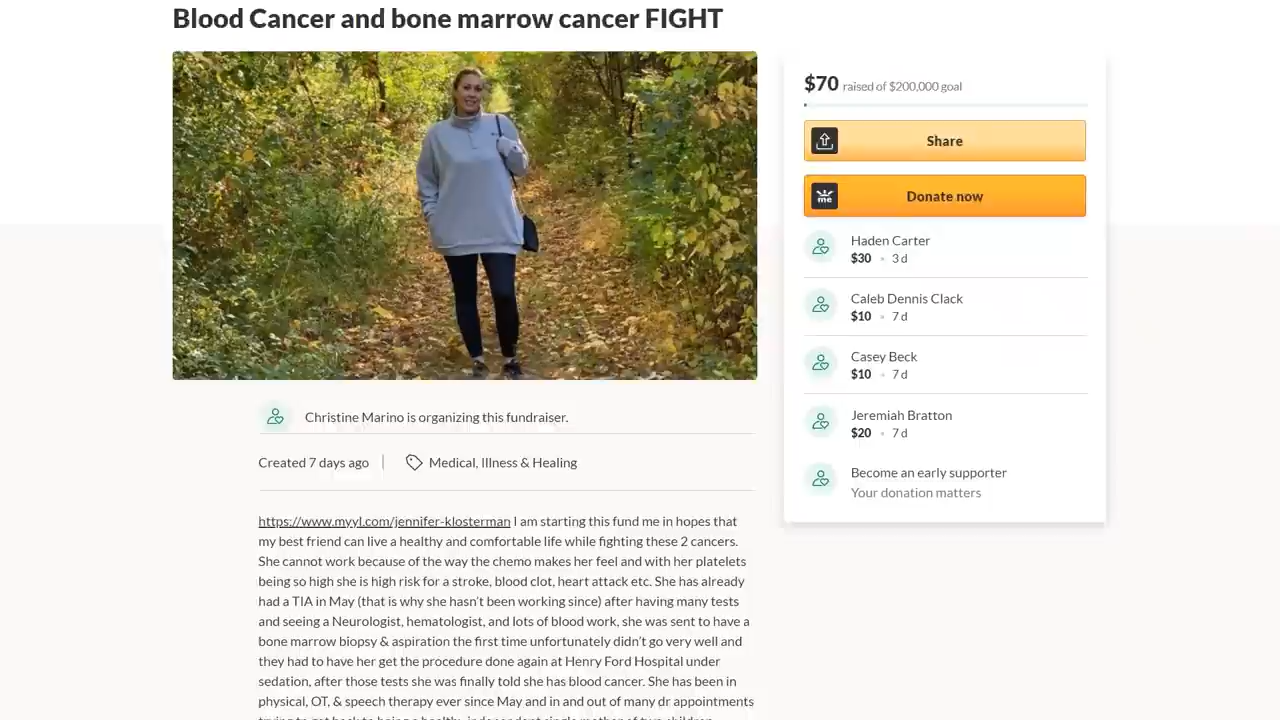 Blood Cancer and bone marrow cancer FIGHT
$70 raised of $200,000 goal
Share
me
Donate now
Haden Carter
$30 • 3 d
Caleb Dennis Clack
$10 • 7 d
Casey Beck
$10 • 7 d
Jeremiah Bratton
$20 • 7 d
Become an early supporter
Your donation matters
Christine Marino is organizing this fundraiser.
Created 7 days ago
Medical, Illness & Healing
https://www.myyl.com/jennifer-klosterman I am starting this fund me in hopes that
my best friend can live a healthy and comfortable life while fighting these 2 cancers.
She cannot work because of the way the chemo makes her feel and with her platelets
being so high she is high risk for a stroke, blood clot, heart attack etc. She has already
had a TIA in May (that is why she hasn't been working since) after having many tests
and seeing a Neurologist, hematologist, and lots of blood work, she was sent to have a
bone marrow biopsy & aspiration the first time unfortunately didn't go very well and
they had to have her get the procedure done again at Henry Ford Hospital under
sedation, after those tests she was finally told she has blood cancer. She has been in
physical, OT, & speech therapy ever since May and in and out of many dr appointments